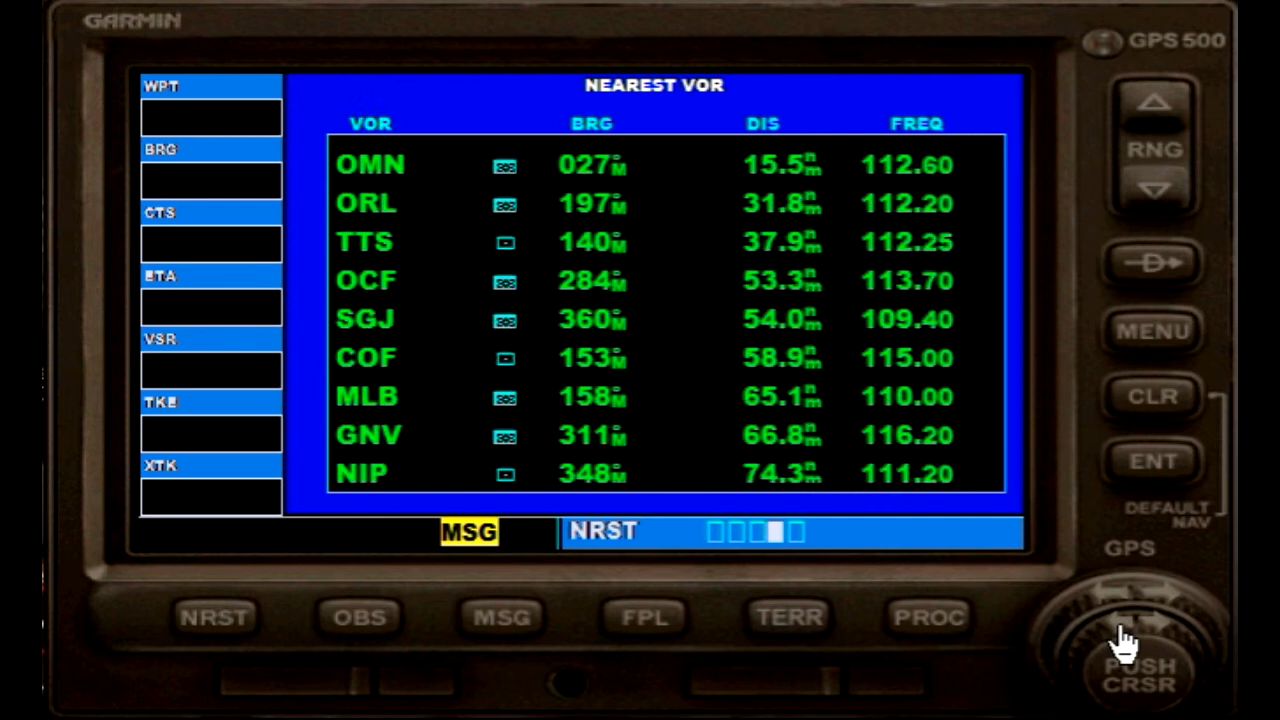 GARMIN
GPS 500
WPT
BRG
CTS
ETA
VSR
TKE
XTK
NEAREST VOR
VOR BRG DIS FREQ
OMN 027°M 15.5nm 112.60
ORL 197°M 31.8nm 112.20
TTS 140°M 37.9nm 112.25
OCF 284°M 53.3nm 113.70
SGJ 360°M 54.0nm 109.40
COF 153°M 58.9nm 115.00
MLB 158°M 65.1nm 110.00
GNV 311°M 66.8nm 116.20
NIP 348°M 74.3nm 111.20
MSG NRST
RNG
D
MENU
CLR
ENT
DEFAULT
NAV
GPS
NRST OBS MSG FPL TERR PROC
PUSH
CRSR